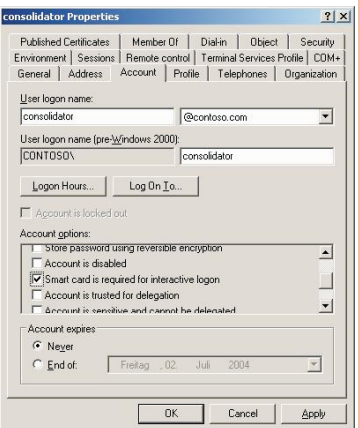 consolidator Properties
Published Certificates Member Of Dial-in Object Security
Environment Sessions Remote control Terminal Services Profile COM+
General Address Account Profile Telephones Organization
User logon name:
consolidator @contoso.com
User logon name (pre-Windows 2000):
CONTOSO\ consolidator
Logon Hours... Log On To...
Account is locked out
Account options:
Store password using reversible encryption
Account is disabled
Smart card is required for interactive logon
Account is trusted for delegation
Account is sensitive and cannot be delegated
Account expires
Never
End of: Freitag , 02. Juli 2004
OK Cancel Apply